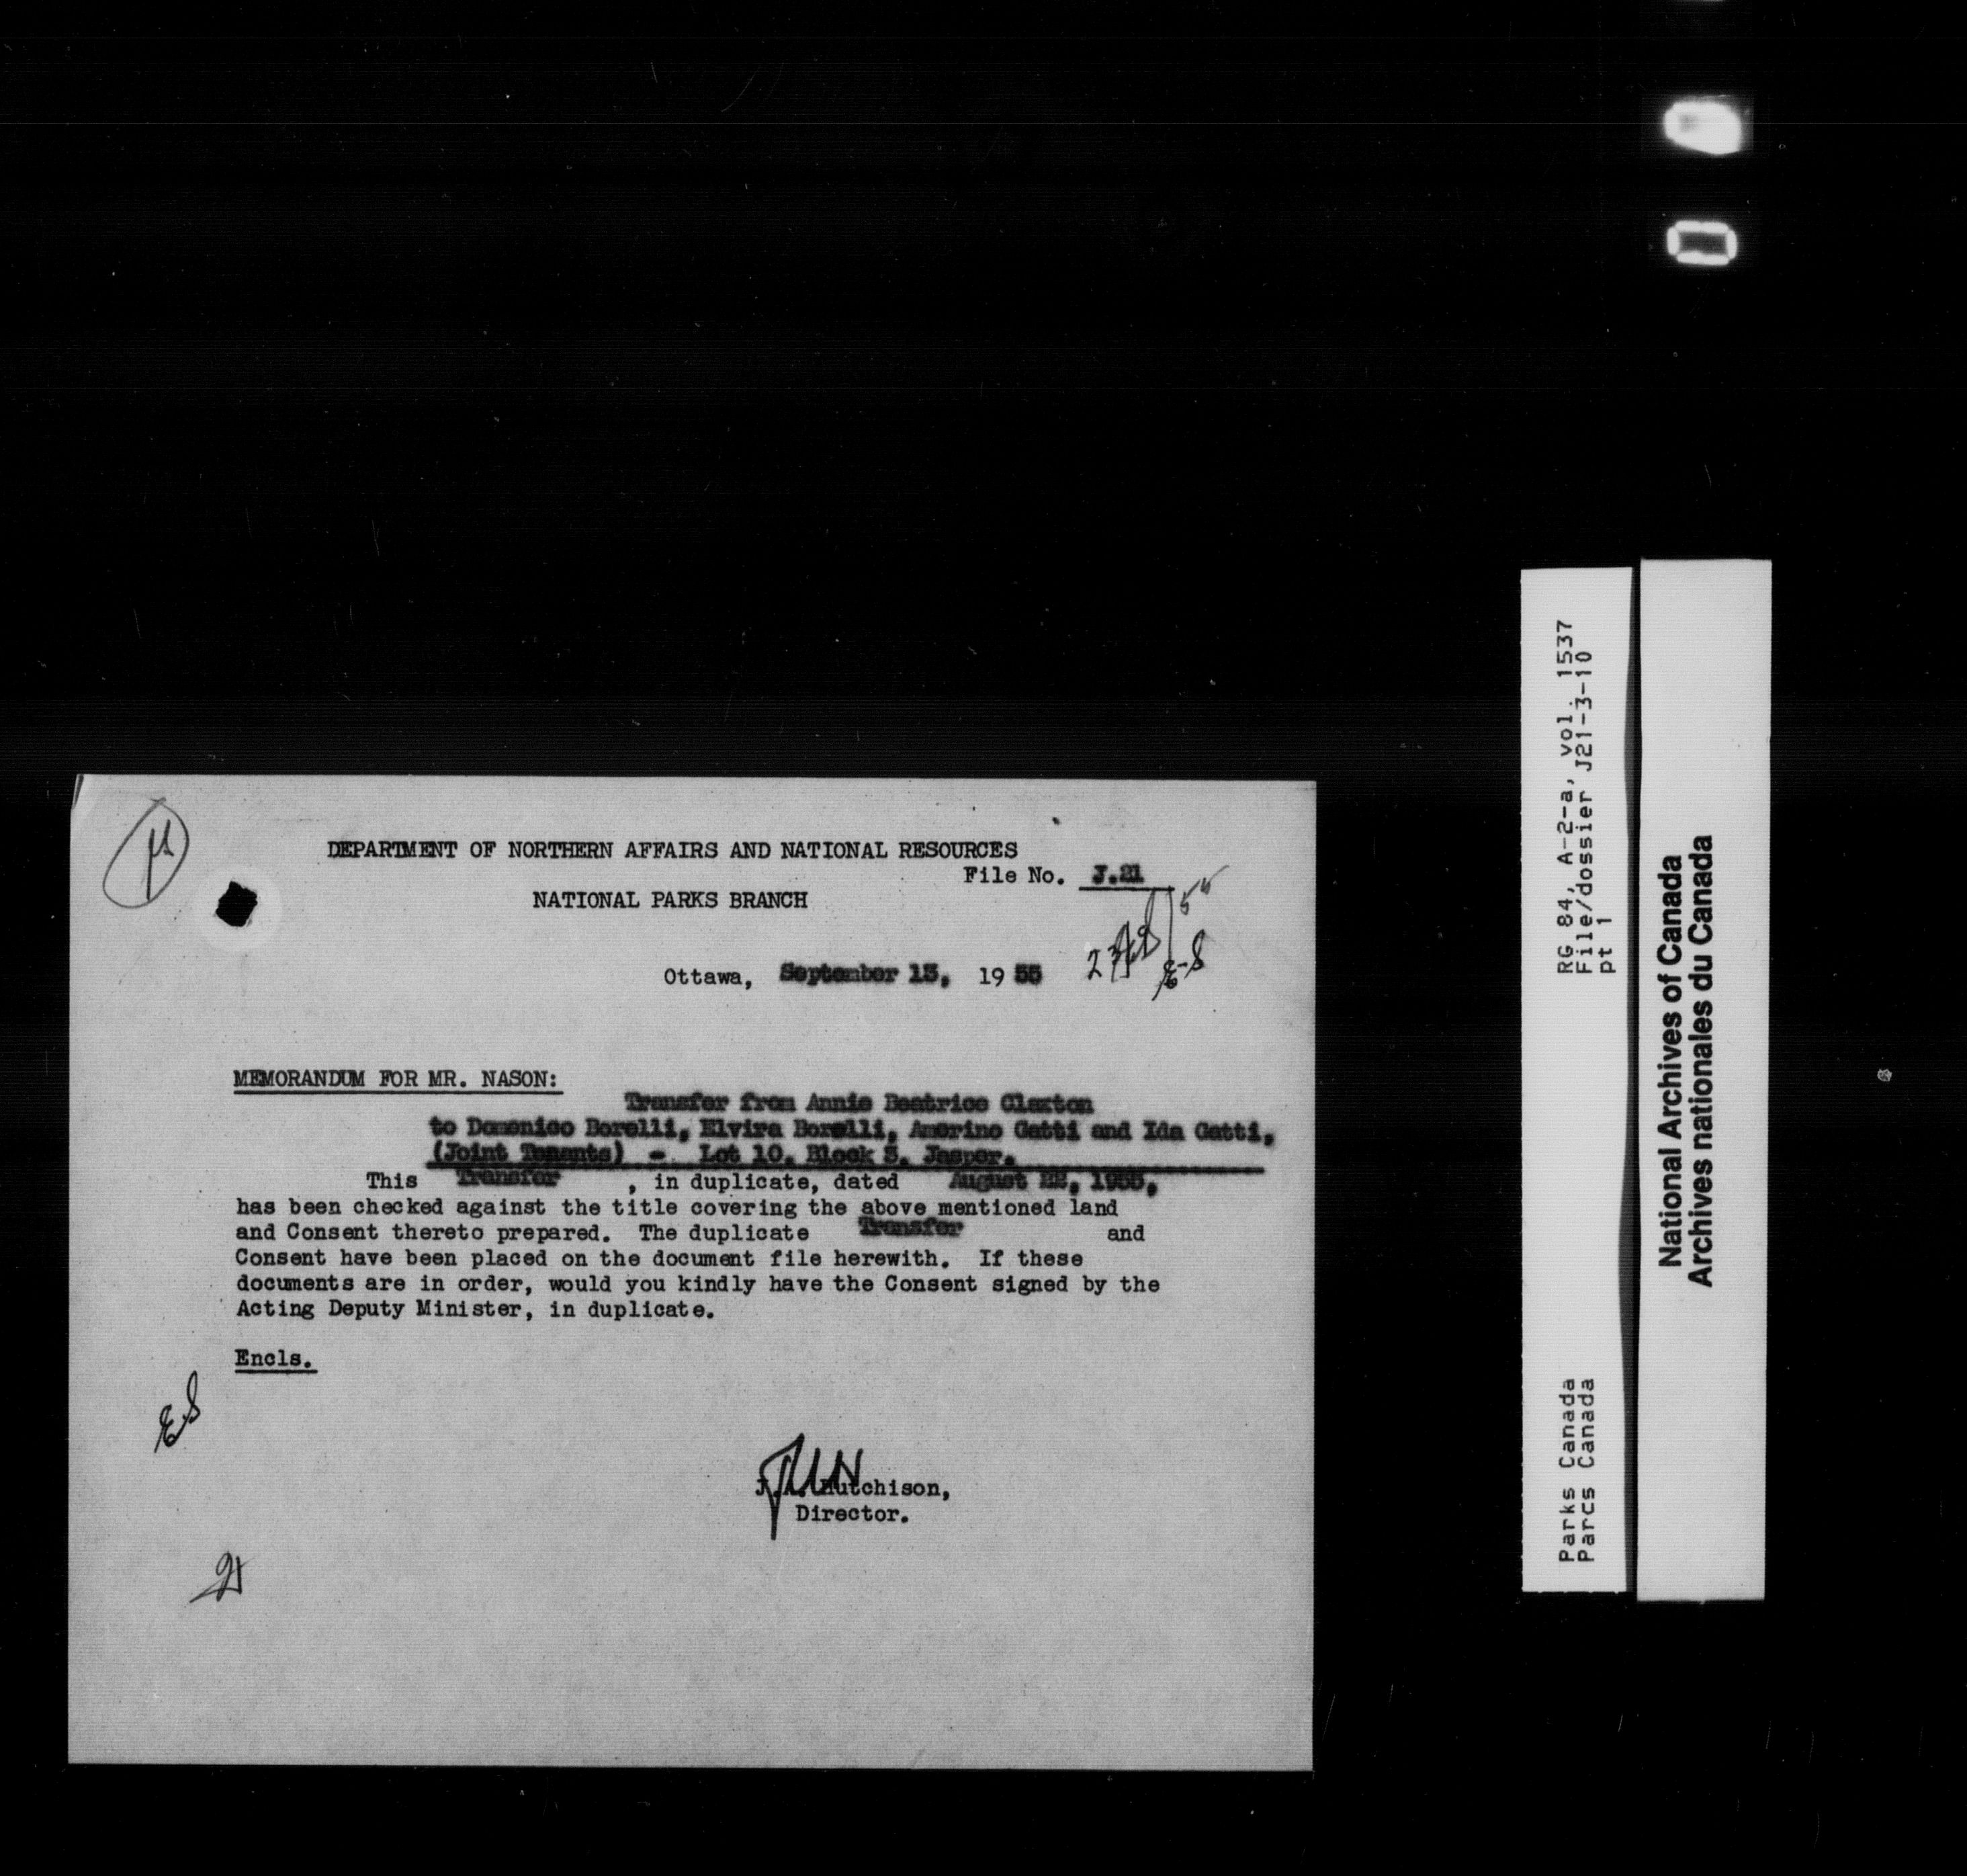 DEPARTMENT OF NORTHERN AFFAIRS AND NATIONAL RESOURCES
File No. J.21
NATIONAL PARKS BRANCH
Ottawa, September 13, 19 55
MEMORANDUM FOR MR. NASON:
Transfer from Annie Beatrice Claxton
to Domenico Borelli, Elvira Borelli, Amerino Gatti and Ida Gatti,
(Joint Tenants) - Lot 10, Block 3, Jasper.
This Transfer , in duplicate, dated August 22, 1955,
has been checked against the title covering the above mentioned land
and Consent thereto prepared. The duplicate Transfer and
Consent have been placed on the document file herewith. If these
documents are in order, would you kindly have the Consent signed by the
Acting Deputy Minister, in duplicate.
Encls.
ES
J.A. Hutchison,
Director.
RG 84, A-2-a, vol. 1537
File/dossier J21-3-10
pt 1
Parks Canada
Parcs Canada
National Archives of Canada
Archives nationales du Canada